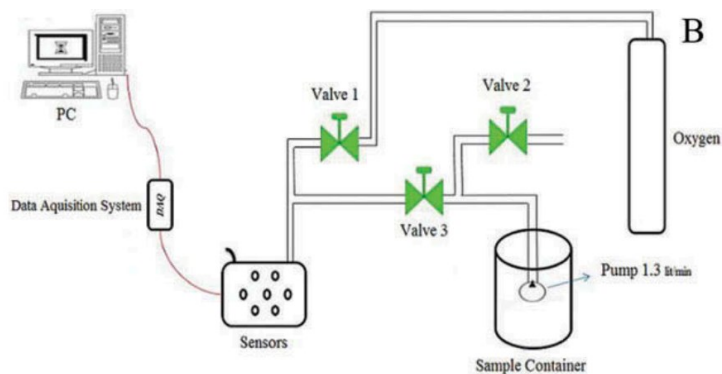 B
Valve 1
Valve 2
PC
Oxygen
Data Aquisition System
DAQ
Valve 3
Pump 1.3 lit/min
Sensors
Sample Container